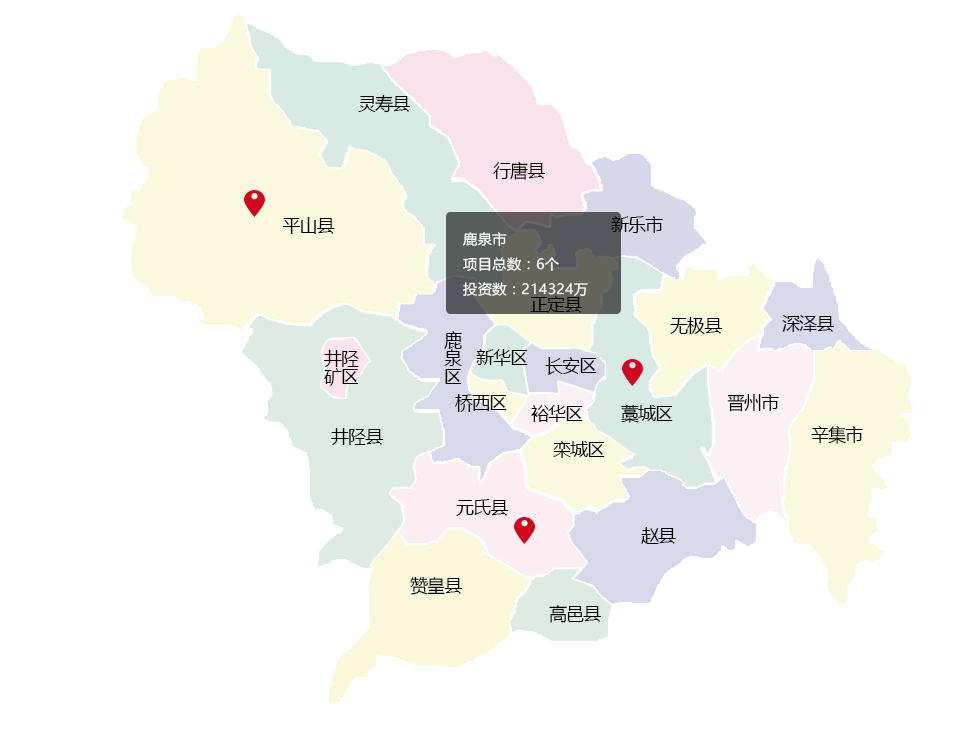 灵寿县
行唐县
平山县
新乐市
鹿泉市
项目总数：6个
投资数：214324万
正定县
无极县
深泽县
鹿泉区
新华区
长安区
井陉
矿区
桥西区
裕华区
藁城区
晋州市
井陉县
栾城区
辛集市
元氏县
赵县
赞皇县
高邑县